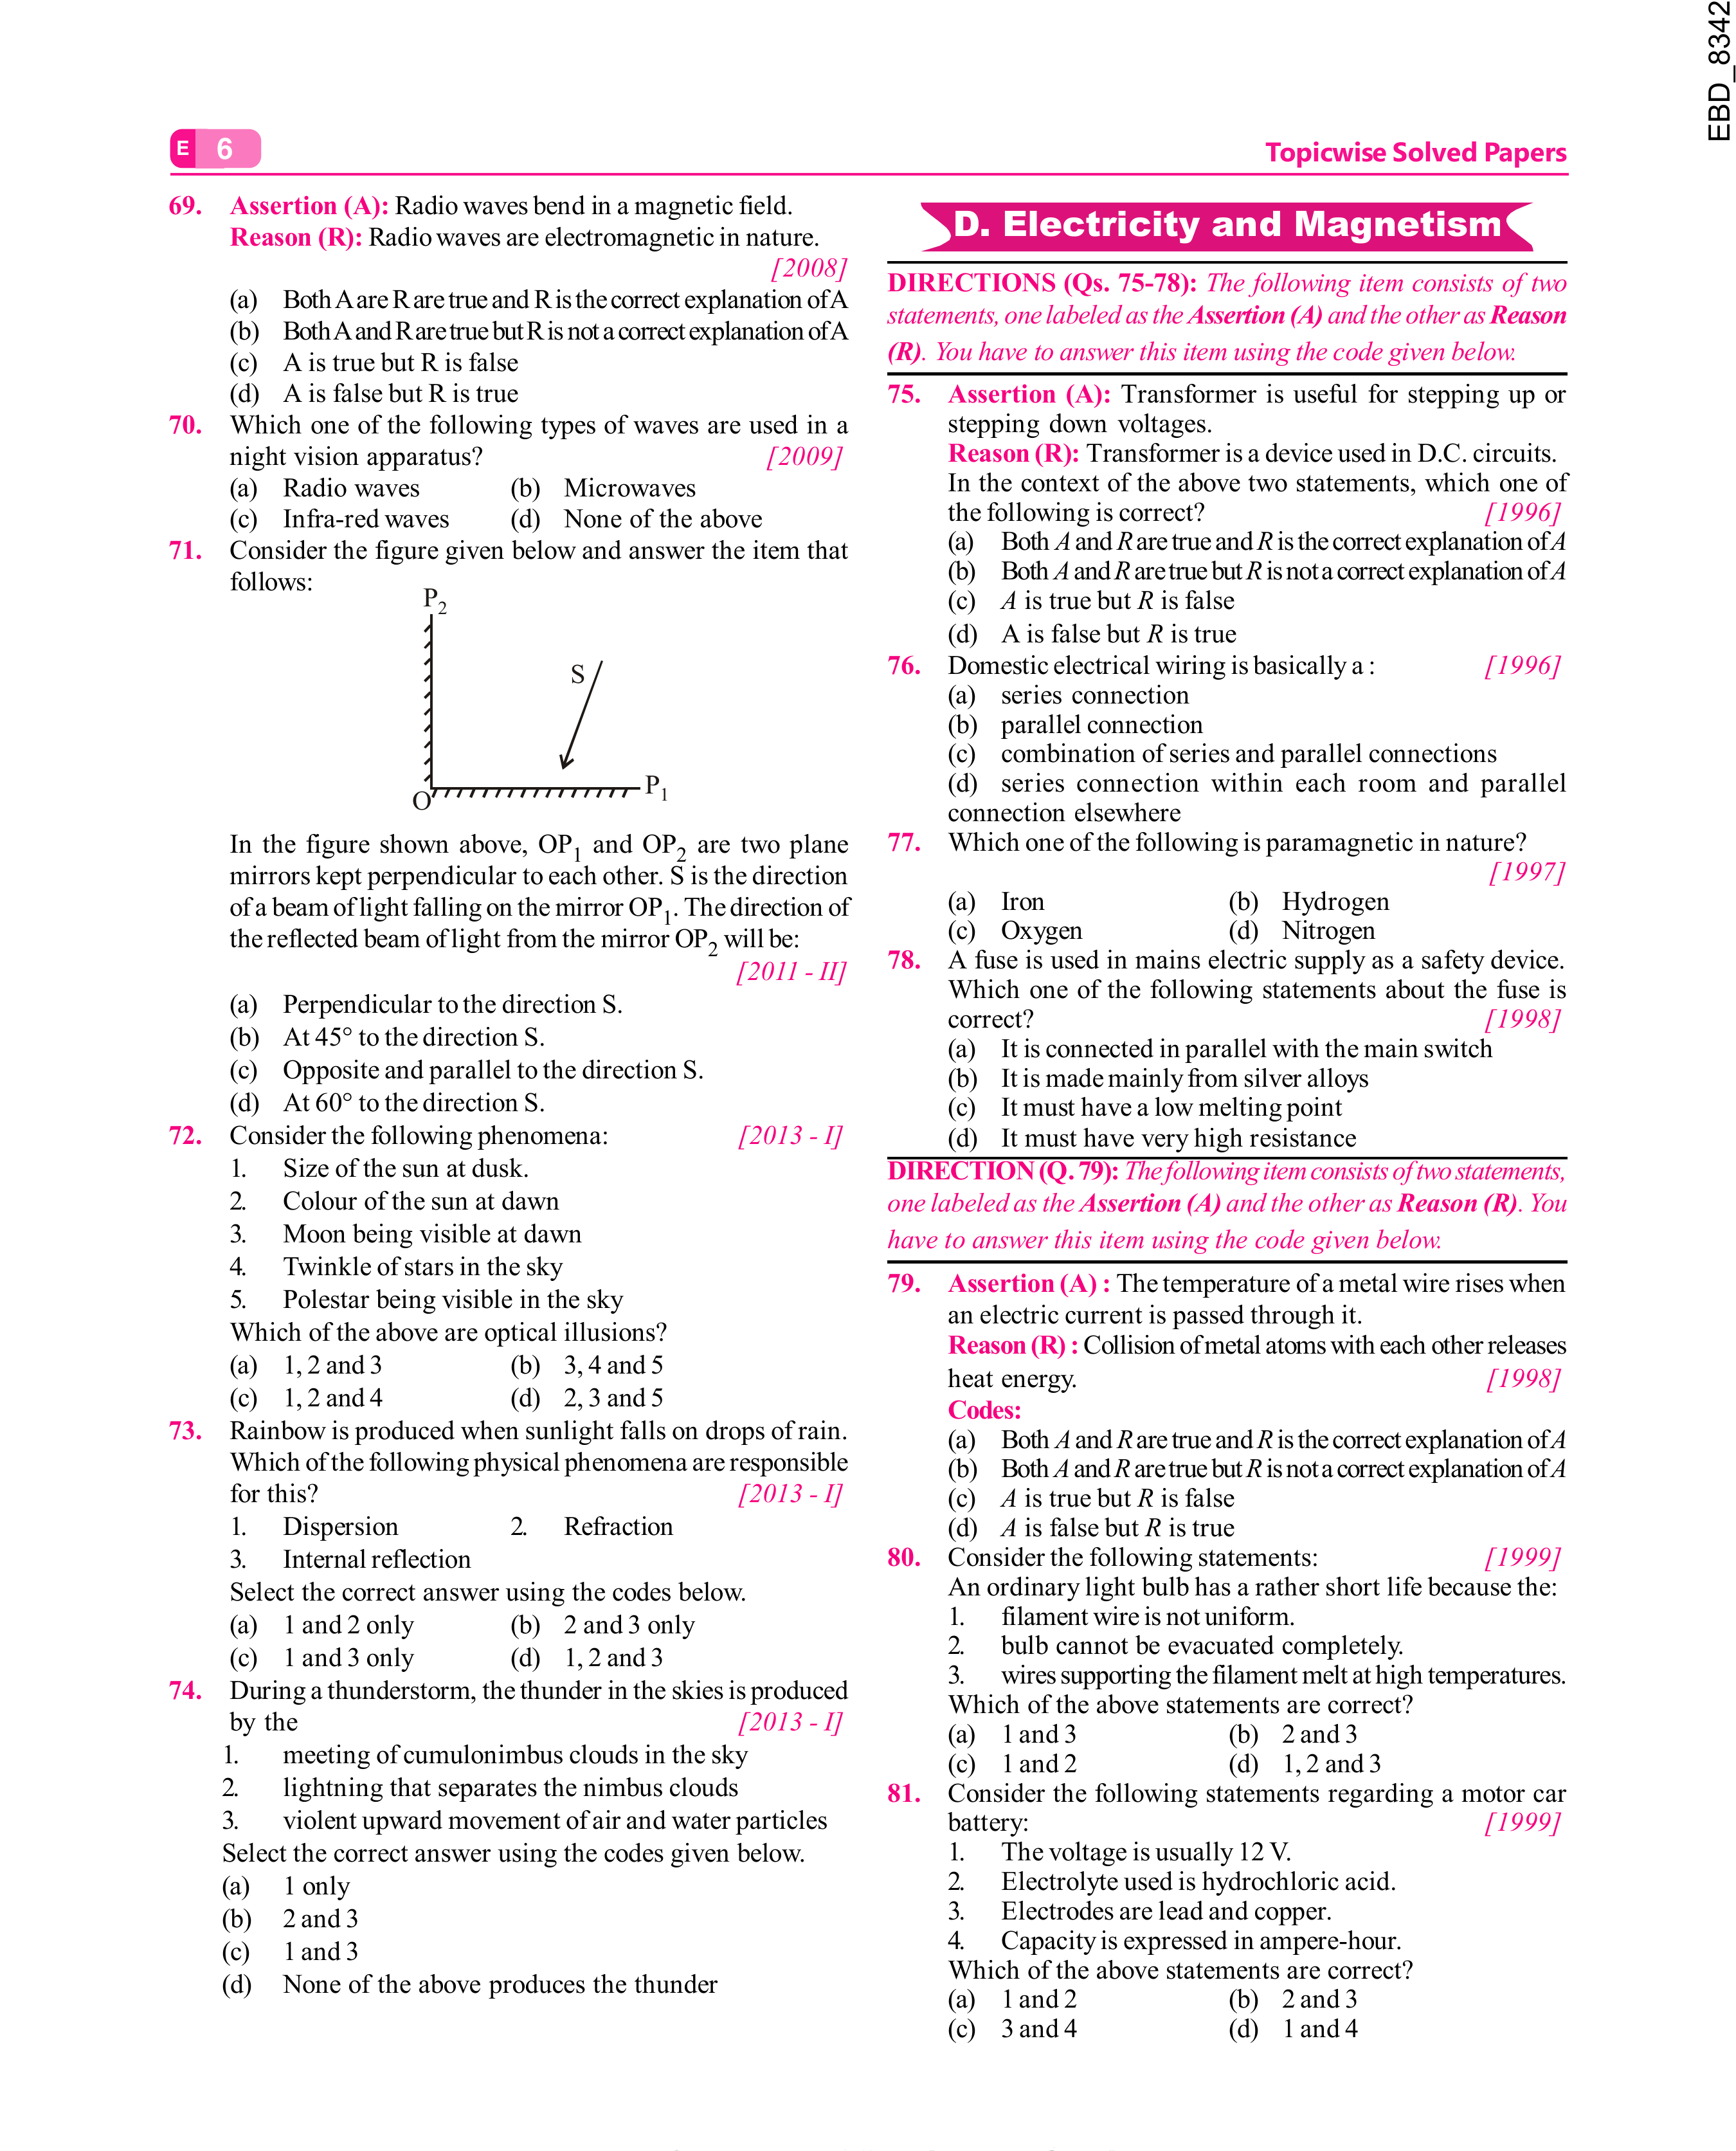 EBD_8342
E 6
Topicwise Solved Papers
69. Assertion (A): Radio waves bend in a magnetic field.
Reason (R): Radio waves are electromagnetic in nature.
[2008]
(a) Both A are R are true and R is the correct explanation of A
(b) Both A and R are true but R is not a correct explanation of A
(c) A is true but R is false
(d) A is false but R is true
70. Which one of the following types of waves are used in a
night vision apparatus? [2009]
(a) Radio waves (b) Microwaves
(c) Infra-red waves (d) None of the above
71. Consider the figure given below and answer the item that
follows:
P2
S
P1
O
In the figure shown above, OP1 and OP2 are two plane
mirrors kept perpendicular to each other. S is the direction
of a beam of light falling on the mirror OP1. The direction of
the reflected beam of light from the mirror OP2 will be:
[2011 - II]
(a) Perpendicular to the direction S.
(b) At 45° to the direction S.
(c) Opposite and parallel to the direction S.
(d) At 60° to the direction S.
72. Consider the following phenomena: [2013 - I]
1. Size of the sun at dusk.
2. Colour of the sun at dawn
3. Moon being visible at dawn
4. Twinkle of stars in the sky
5. Polestar being visible in the sky
Which of the above are optical illusions?
(a) 1, 2 and 3 (b) 3, 4 and 5
(c) 1, 2 and 4 (d) 2, 3 and 5
73. Rainbow is produced when sunlight falls on drops of rain.
Which of the following physical phenomena are responsible
for this? [2013 - I]
1. Dispersion 2. Refraction
3. Internal reflection
Select the correct answer using the codes below.
(a) 1 and 2 only (b) 2 and 3 only
(c) 1 and 3 only (d) 1, 2 and 3
74. During a thunderstorm, the thunder in the skies is produced
by the [2013 - I]
1. meeting of cumulonimbus clouds in the sky
2. lightning that separates the nimbus clouds
3. violent upward movement of air and water particles
Select the correct answer using the codes given below.
(a) 1 only
(b) 2 and 3
(c) 1 and 3
(d) None of the above produces the thunder
D. Electricity and Magnetism
DIRECTIONS (Qs. 75-78): The following item consists of two
statements, one labeled as the Assertion (A) and the other as Reason
(R). You have to answer this item using the code given below.
75. Assertion (A): Transformer is useful for stepping up or
stepping down voltages.
Reason (R): Transformer is a device used in D.C. circuits.
In the context of the above two statements, which one of
the following is correct? [1996]
(a) Both A and R are true and R is the correct explanation of A
(b) Both A and R are true but R is not a correct explanation of A
(c) A is true but R is false
(d) A is false but R is true
76. Domestic electrical wiring is basically a : [1996]
(a) series connection
(b) parallel connection
(c) combination of series and parallel connections
(d) series connection within each room and parallel
connection elsewhere
77. Which one of the following is paramagnetic in nature?
[1997]
(a) Iron (b) Hydrogen
(c) Oxygen (d) Nitrogen
78. A fuse is used in mains electric supply as a safety device.
Which one of the following statements about the fuse is
correct? [1998]
(a) It is connected in parallel with the main switch
(b) It is made mainly from silver alloys
(c) It must have a low melting point
(d) It must have very high resistance
DIRECTION (Q. 79): The following item consists of two statements,
one labeled as the Assertion (A) and the other as Reason (R). You
have to answer this item using the code given below.
79. Assertion (A) : The temperature of a metal wire rises when
an electric current is passed through it.
Reason (R) : Collision of metal atoms with each other releases
heat energy. [1998]
Codes:
(a) Both A and R are true and R is the correct explanation of A
(b) Both A and R are true but R is not a correct explanation of A
(c) A is true but R is false
(d) A is false but R is true
80. Consider the following statements: [1999]
An ordinary light bulb has a rather short life because the:
1. filament wire is not uniform.
2. bulb cannot be evacuated completely.
3. wires supporting the filament melt at high temperatures.
Which of the above statements are correct?
(a) 1 and 3 (b) 2 and 3
(c) 1 and 2 (d) 1, 2 and 3
81. Consider the following statements regarding a motor car
battery: [1999]
1. The voltage is usually 12 V.
2. Electrolyte used is hydrochloric acid.
3. Electrodes are lead and copper.
4. Capacity is expressed in ampere-hour.
Which of the above statements are correct?
(a) 1 and 2 (b) 2 and 3
(c) 3 and 4 (d) 1 and 4